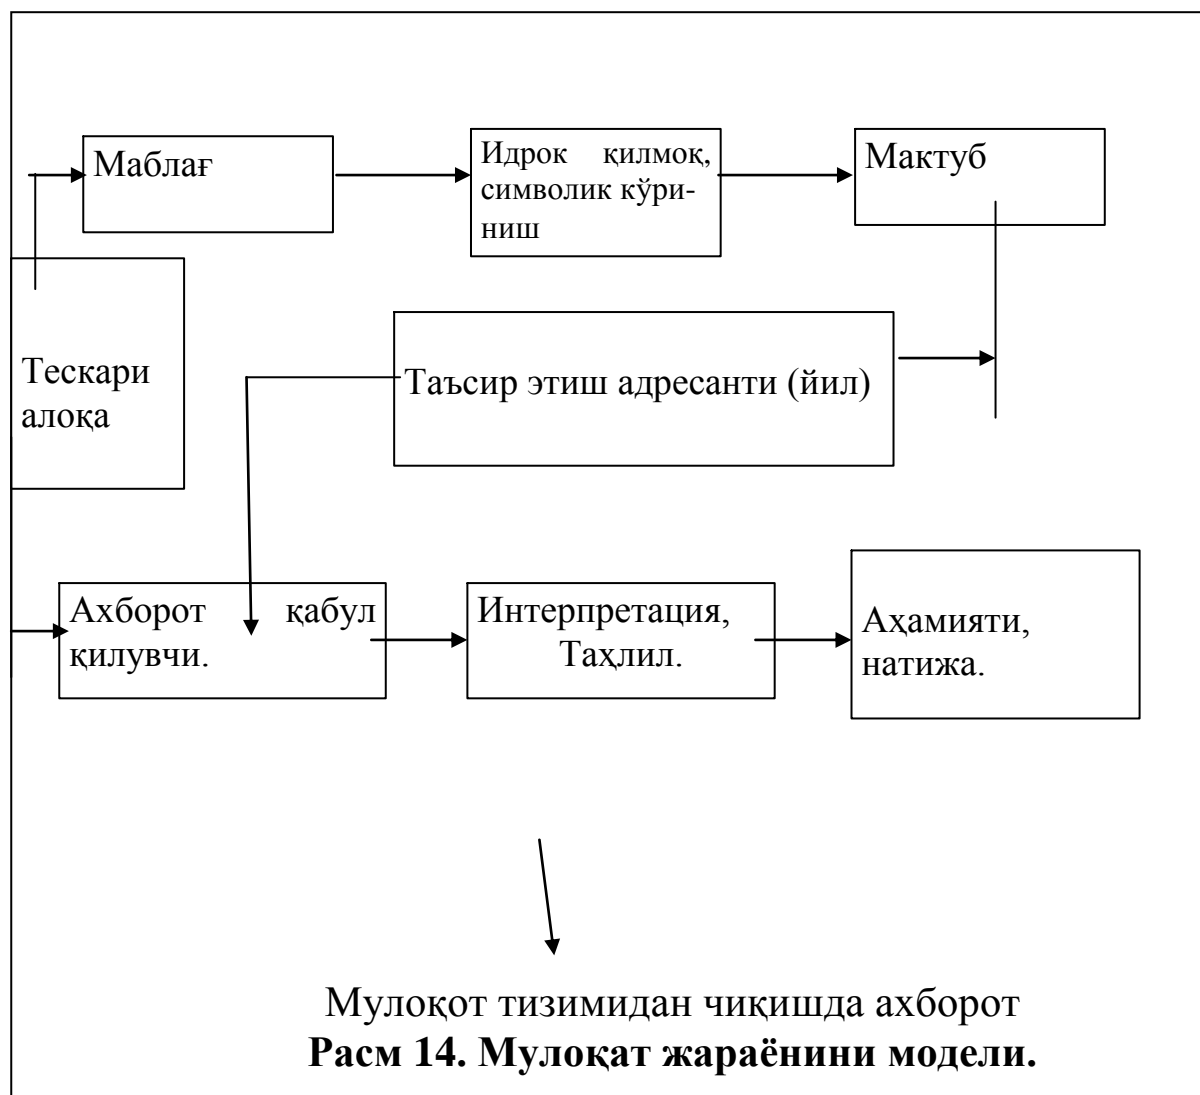 Маблағ
Идрок қилмоқ,
символик кўри-
ниш
Мактуб
Тескари
алоқа
Таъсир этиш адресанти (йил)
Ахборот қабул
қилувчи.
Интерпретация,
Таҳлил.
Аҳамияти,
натижа.
Мулоқот тизимидан чиқишда ахборот
Расм 14. Мулоқат жараёнини модели.